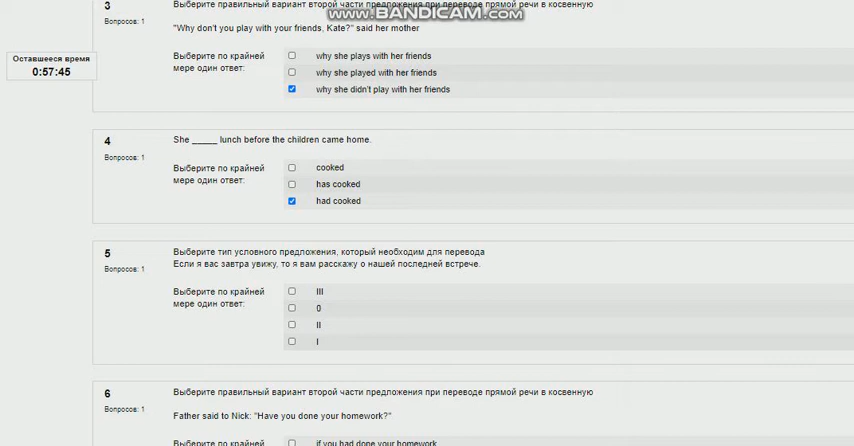 3
Выберите правильный вариант второй части предложения при переводе прямой речи в косвенную
www.BANDICAM.com
Вопросов: 1
"Why don't you play with your friends, Kate?" said her mother
Оставшееся время
0:57:45
Выберите по крайней
мере один ответ:
why she plays with her friends
why she played with her friends
why she didn't play with her friends
4
She _____ lunch before the children came home.
Вопросов: 1
Выберите по крайней
мере один ответ:
cooked
has cooked
had cooked
5
Выберите тип условного предложения, который необходим для перевода
Вопросов: 1
Если я вас завтра увижу, то я вам расскажу о нашей последней встрече.
Выберите по крайней
мере один ответ:
III
0
II
I
6
Выберите правильный вариант второй части предложения при переводе прямой речи в косвенную
Вопросов: 1
Father said to Nick: "Have you done your homework?"
Выберите по крайней
if you had done your homework